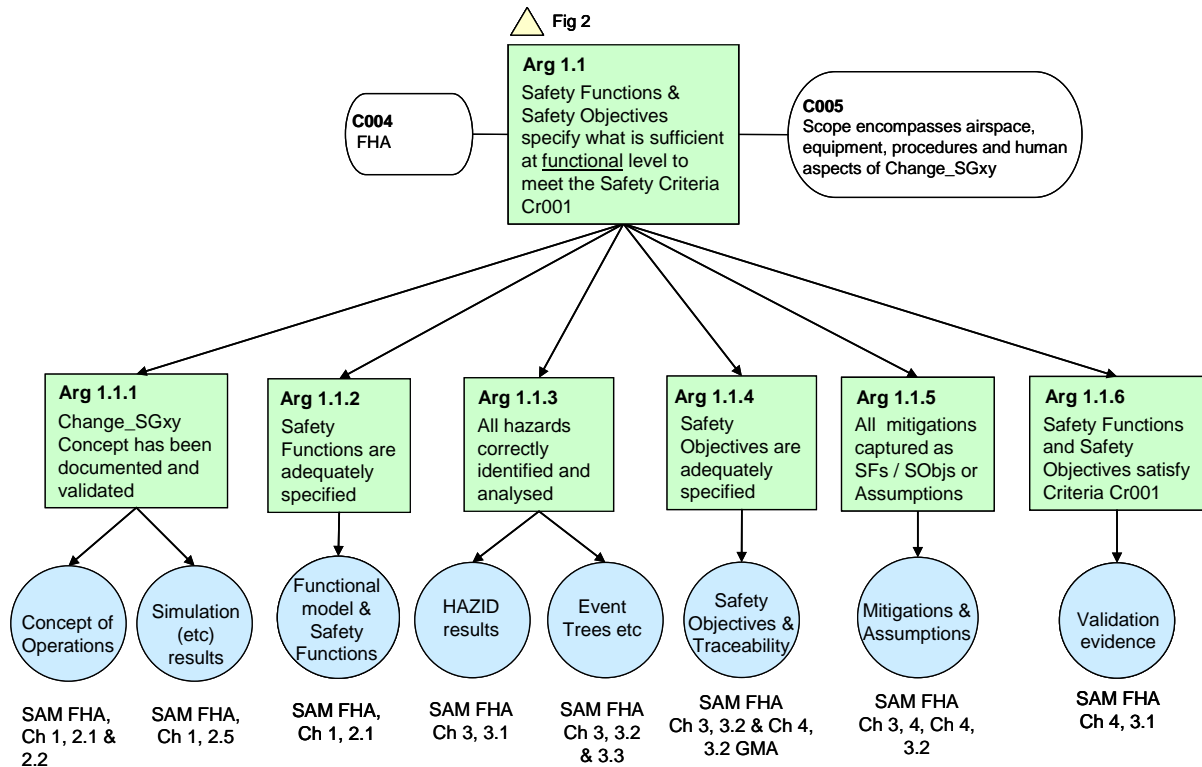 Fig 2
Arg 1.1
Safety Functions &
Safety Objectives
specify what is sufficient
at functional level to
meet the Safety Criteria
Cr001
C004
FHA
C005
Scope encompasses airspace,
equipment, procedures and human
aspects of Change_SGxy
Arg 1.1.1
Change_SGxy
Concept has been
documented and
validated
Arg 1.1.2
Safety
Functions are
adequately
specified
Arg 1.1.3
All hazards
correctly
identified and
analysed
Arg 1.1.4
Safety
Objectives are
adequately
specified
Arg 1.1.5
All mitigations
captured as
SFs / SObjs or
Assumptions
Arg 1.1.6
Safety Functions
and Safety
Objectives satisfy
Criteria Cr001
Concept of
Operations
Simulation
(etc)
results
Functional
model &
Safety
Functions
HAZID
results
Event
Trees etc
Safety
Objectives &
Traceability
Mitigations &
Assumptions
Validation
evidence
SAM FHA,
Ch 1, 2.1 &
2.2
SAM FHA,
Ch 1, 2.5
SAM FHA,
Ch 1, 2.1
SAM FHA
Ch 3, 3.1
SAM FHA
Ch 3, 3.2
& 3.3
SAM FHA
Ch 3, 3.2 & Ch 4,
3.2 GMA
SAM FHA
Ch 3, 4, Ch 4,
3.2
SAM FHA
Ch 4, 3.1